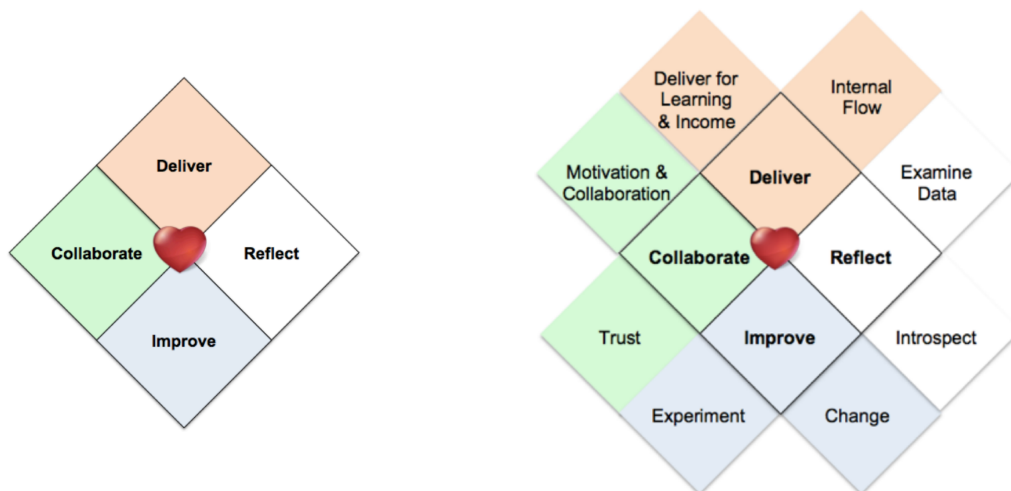 Deliver
Collaborate
Reflect
Improve
Deliver for
Learning
& Income
Internal
Flow
Motivation &
Collaboration
Deliver
Examine
Data
Collaborate
Reflect
Trust
Improve
Introspect
Experiment
Change